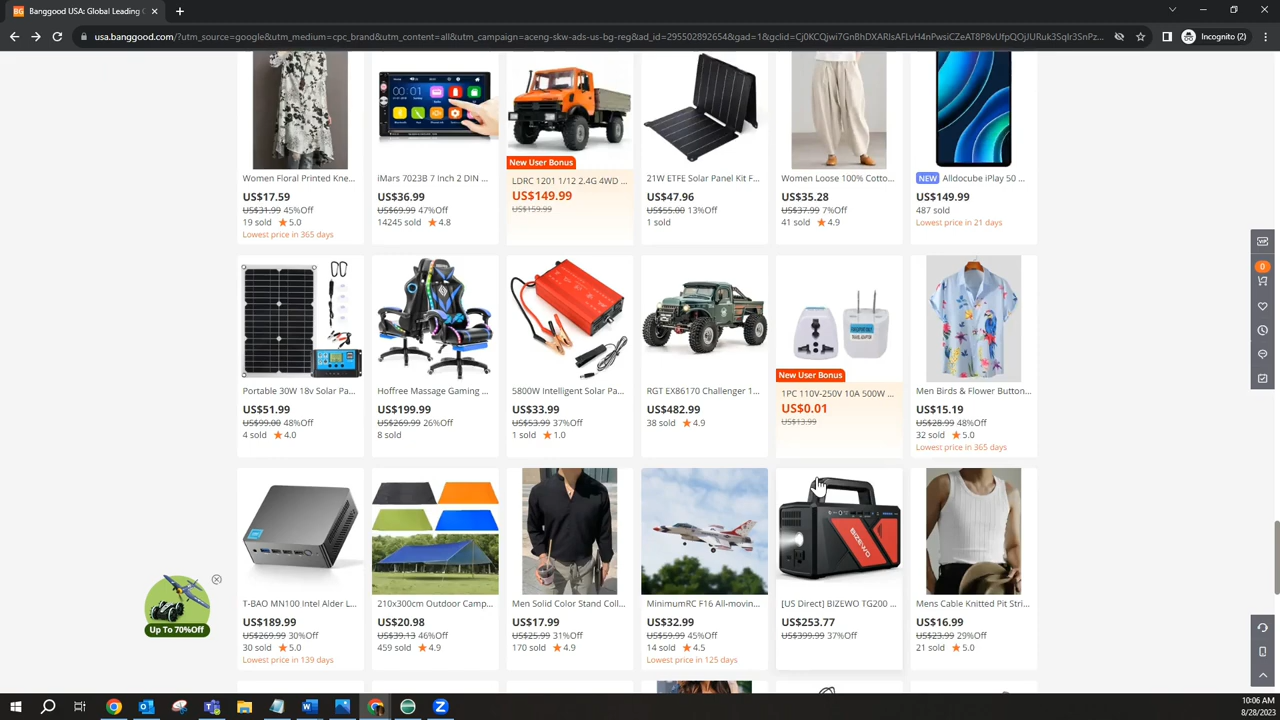 Banggood USA: Global Leading C
Incognito (2)
usa.banggood.com/?utm_source=google&utm_medium=cpc_brand&utm_content=all&utm_campaign=aceng-skw-ads-us-bg-reg&ad_id=295502892654&gad=1&gclid=
New User Bonus
Women Floral Printed Kne...
iMars 7023B 7 Inch 2 DIN ...
LDRC 1201 1/12 2.4G 4WD ...
21W ETFE Solar Panel Kit F...
Women Loose 100% Cotto...
NEW Alldocube iPlay 50 ...
US$17.59
US$36.99
US$149.99
US$47.96
US$35.28
US$149.99
US$31.99 45%Off
US$69.99 47%Off
US$159.99
US$55.00 13%Off
US$37.99 7%Off
487 sold
19 sold 5.0
14245 sold 4.8
1 sold
41 sold 4.9
Lowest price in 21 days
Lowest price in 365 days
0
New User Bonus
Portable 30W 18v Solar Pa...
Hoffree Massage Gaming ...
5800W Intelligent Solar Pa...
RGT EX86170 Challenger 1...
1PC 110V-250V 10A 500W ...
Men Birds & Flower Button...
US$51.99
US$199.99
US$33.99
US$482.99
US$0.01
US$15.19
US$99.00 48%Off
US$269.99 26%Off
US$53.99 37%Off
38 sold 4.9
US$13.99
US$28.99 48%Off
4 sold 4.0
8 sold
1 sold 1.0
32 sold 5.0
Lowest price in 365 days
BIZEWO
Up To 70%Off
T-BAO MN100 Intel Alder L...
210x300cm Outdoor Camp...
Men Solid Color Stand Coll...
MinimumRC F16 All-movin...
[US Direct] BIZEWO TG200 ...
Mens Cable Knitted Pit Stri...
US$189.99
US$20.98
US$17.99
US$32.99
US$253.77
US$16.99
US$269.99 30%Off
US$39.13 46%Off
US$25.99 31%Off
US$59.99 45%Off
US$399.99 37%Off
US$23.99 29%Off
30 sold 5.0
459 sold 4.9
170 sold 4.9
14 sold 4.5
21 sold 5.0
Lowest price in 139 days
Lowest price in 125 days
10:06 AM
8/28/2023